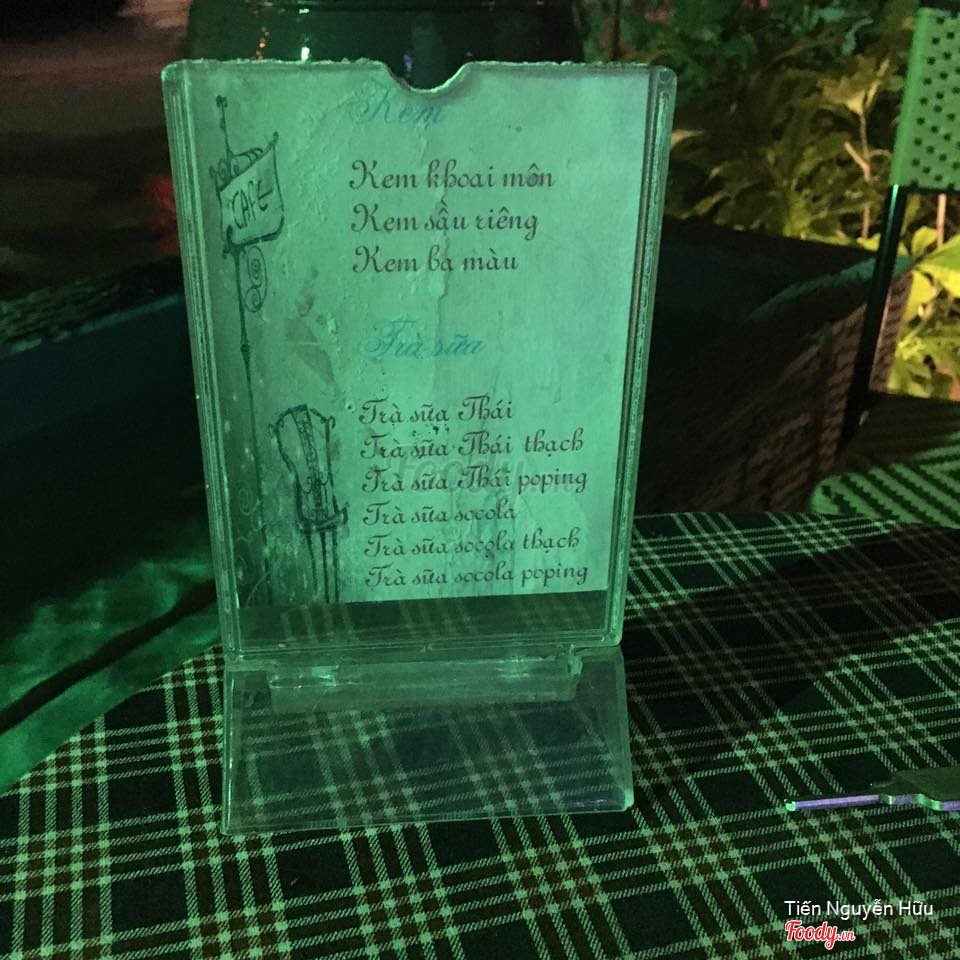 Kem
CAFE
Kem khoai môn
Kem sầu riêng
Kem ba màu
Trà sữa
Trà sữa Thái
Trà sữa Thái thạch
Trà sữa Thái poping
Trà sữa socola
Trà sữa socola thạch
Trà sữa socola poping
Tiến Nguyễn Hữu
Foody.vn